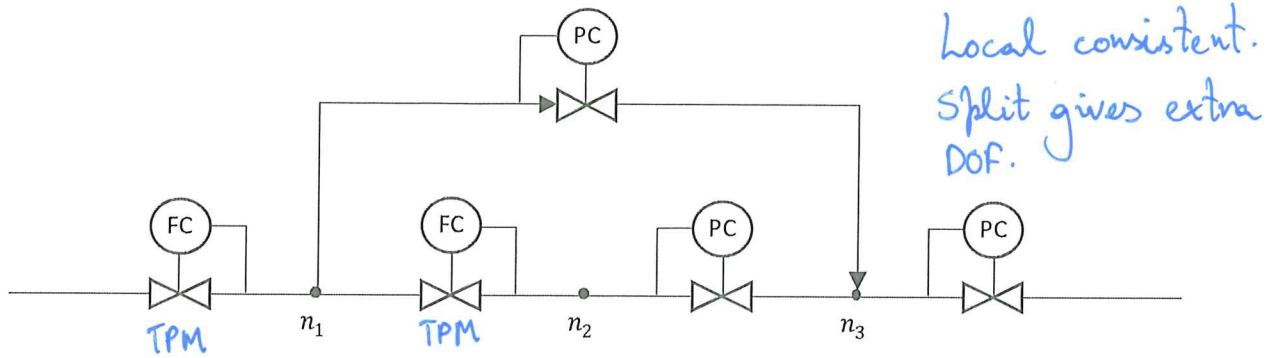 PC
Local consistent.
Split gives extra
DOF.
FC
FC
PC
PC
TPM
n₁
TPM
n₂
n₃